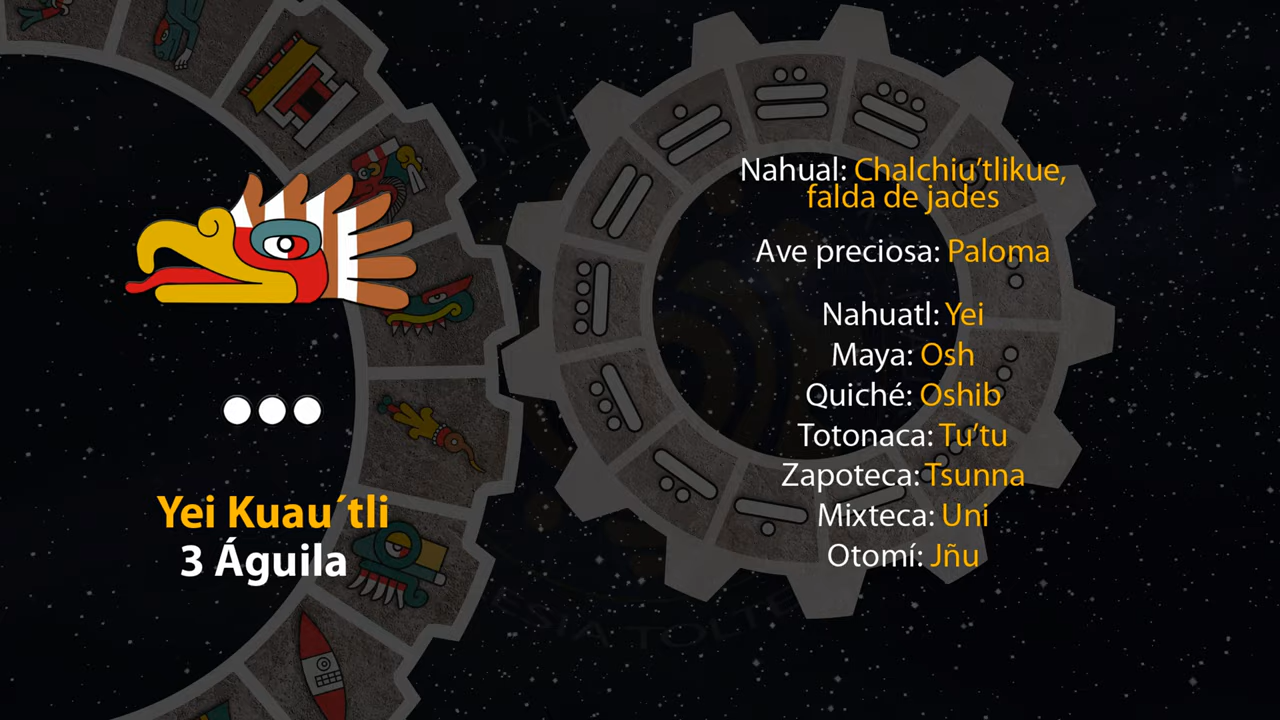 Nahual: Chalchiu'tlikue,
falda de jades
Ave preciosa: Paloma
Nahuatl: Yei
Maya: Osh
Quiché: Oshib
Totonaca: Tu'tu
Zapoteca: Tsunna
Mixteca: Uni
Otomí: Jñu
Yei Kuau´tli
3 Águila